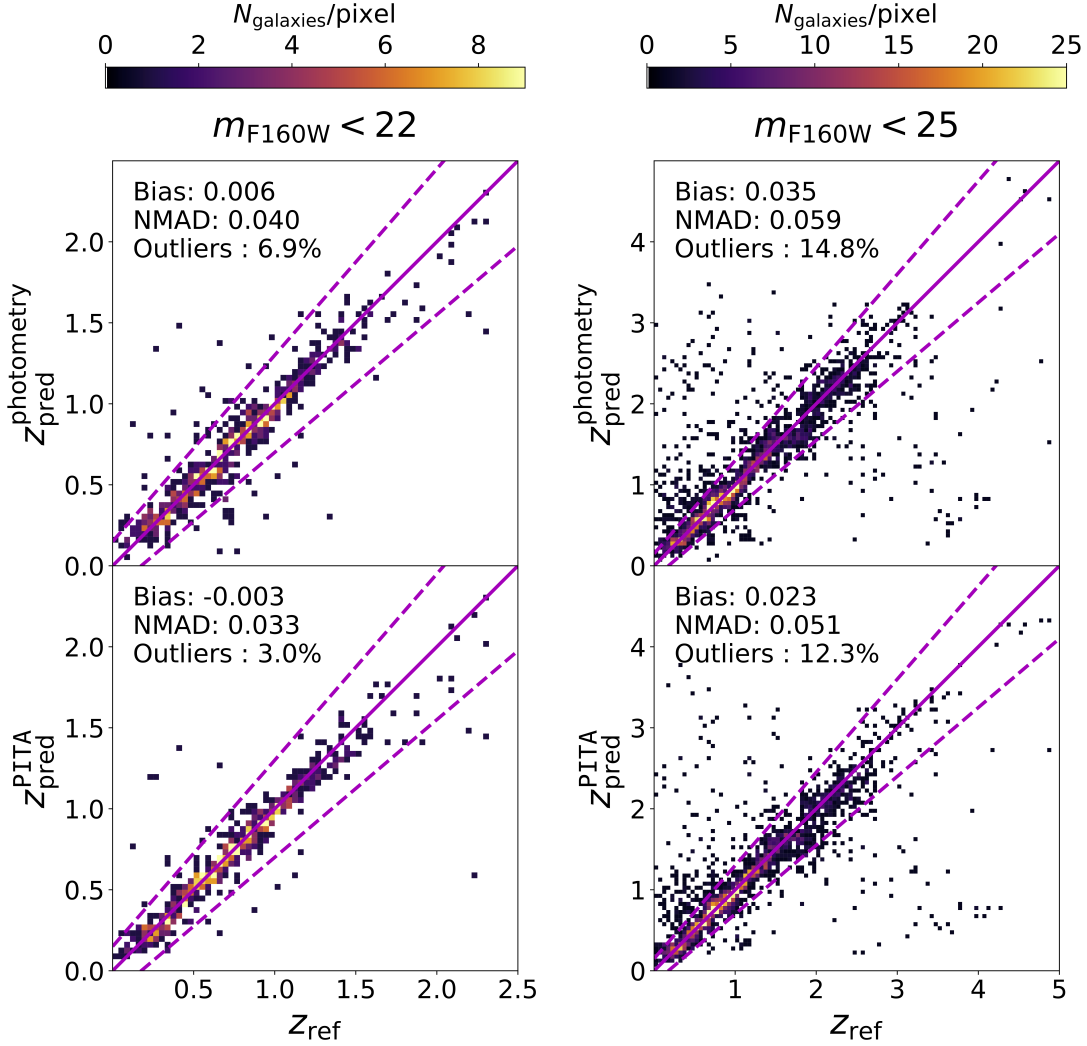 N_galaxies/pixel
0 2 4 6 8
m_F160W < 22
N_galaxies/pixel
0 5 10 15 20 25
m_F160W < 25
Bias: 0.006
NMAD: 0.040
Outliers : 6.9%
z_pred^photometry
2.0
1.5
1.0
0.5
0.0
Bias: 0.035
NMAD: 0.059
Outliers : 14.8%
z_pred^photometry
4
3
2
1
0
Bias: -0.003
NMAD: 0.033
Outliers : 3.0%
z_pred^PITA
2.0
1.5
1.0
0.5
0.0
0.5 1.0 1.5 2.0 2.5
z_ref
Bias: 0.023
NMAD: 0.051
Outliers : 12.3%
z_pred^PITA
4
3
2
1
0
1 2 3 4 5
z_ref